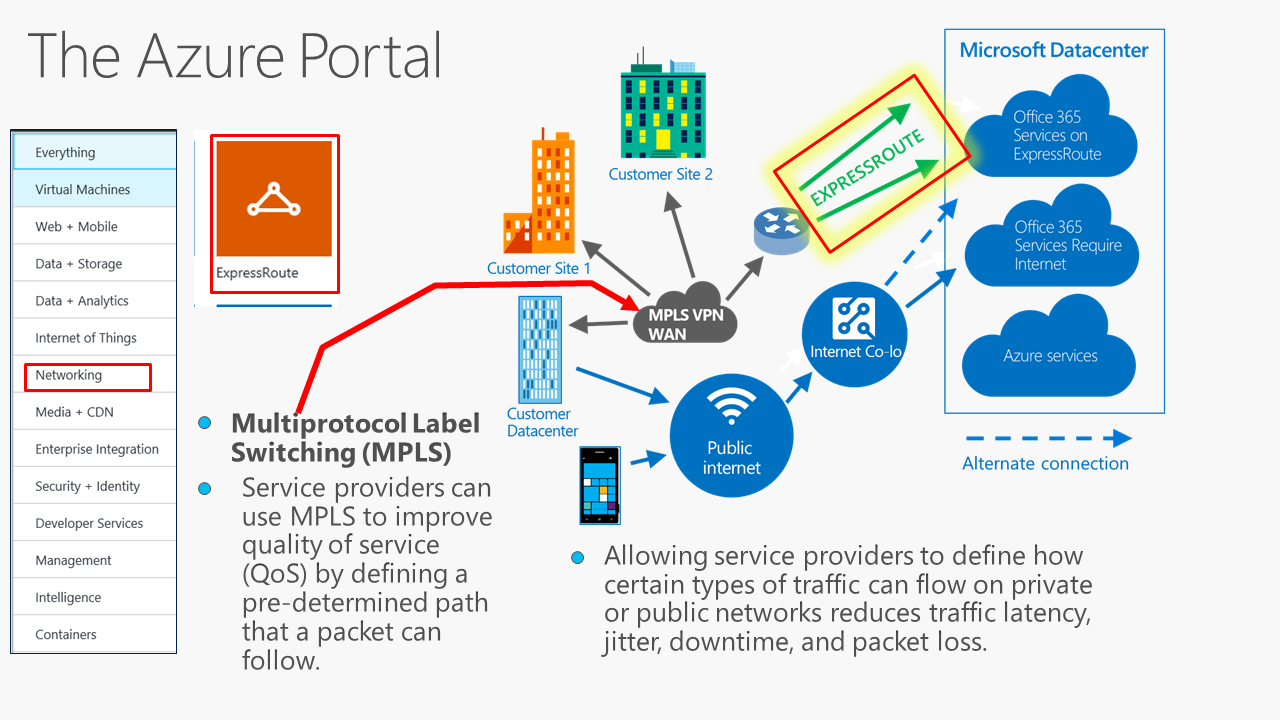 The Azure Portal
Everything
Virtual Machines
Web + Mobile
Data + Storage
Data + Analytics
Internet of Things
Networking
Media + CDN
Enterprise Integration
Security + Identity
Developer Services
Management
Intelligence
Containers
ExpressRoute
Multiprotocol Label
Switching (MPLS)
Service providers can
use MPLS to improve
quality of service
(QoS) by defining a
pre-determined path
that a packet can
follow.
Customer Site 1
Customer Site 2
Customer
Datacenter
MPLS VPN
WAN
EXPRESSROUTE
Public
internet
Internet Co-lo
Microsoft Datacenter
Office 365
Services on
ExpressRoute
Office 365
Services Require
Internet
Azure services
Alternate connection
Allowing service providers to define how
certain types of traffic can flow on private
or public networks reduces traffic latency,
jitter, downtime, and packet loss.